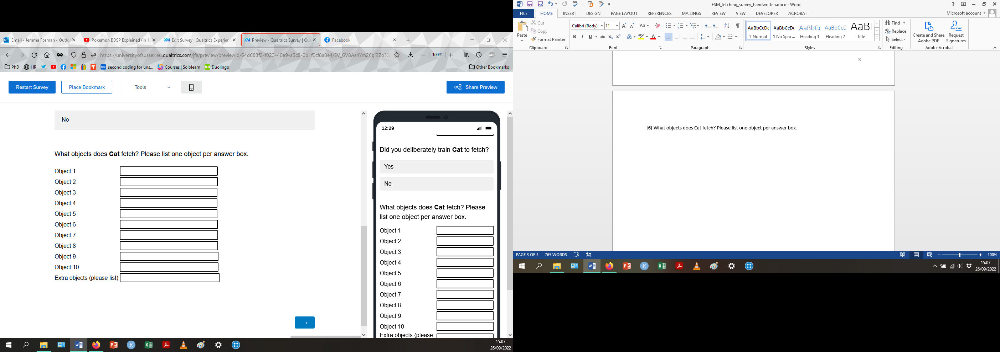 Email - Jemma Forman - Outlo
Pokemon BDSP Explained (in 12
Edit Survey | Qualtrics Experien
Preview - Qualtrics Survey | Qua
Facebook
https://universityofsussex.eu.qualtrics.com/jfe/preview/previewId/64d683f2-f023-40e9-a5c8-0b1f0cf8a0e4/SV_6V8As4Ym26gi2Zo?Q
100%
ABP
PhD
HR
box
second coding for uns...
Courses | Sololearn
Duolingo
Other Bookmarks
Restart Survey
Place Bookmark
Tools
Share Preview
No
What objects does Cat fetch? Please list one object per answer box.
Object 1
Object 2
Object 3
Object 4
Object 5
Object 6
Object 7
Object 8
Object 9
Object 10
Extra objects (please list)
→
12:29
Did you deliberately train Cat to fetch?
Yes
No
What objects does Cat fetch? Please
list one object per answer box.
Object 1
Object 2
Object 3
Object 4
Object 5
Object 6
Object 7
Object 8
Object 9
Object 10
Extra objects (please
15:07
26/09/2022
ESM_fetching_survey_handwritten.docx - Word
FILE HOME INSERT DESIGN PAGE LAYOUT REFERENCES MAILINGS REVIEW VIEW DEVELOPER ACROBAT
Microsoft account
Paste
Cut
Copy
Format Painter
Clipboard
Calibri (Body) 11
Font
Paragraph
AaBbCcDc AaBbCcDc AaBbCc AaBbCcE AaBl
¶ Normal ¶ No Spac... Heading 1 Heading 2 Title
Styles
Find
Replace
Select
Editing
Create and Share
Adobe PDF
Request
Signatures
Adobe Acrobat
3
[6] What objects does Cat fetch? Please list one object per answer box.
PAGE 3 OF 4 765 WORDS
100%
15:07
26/09/2022